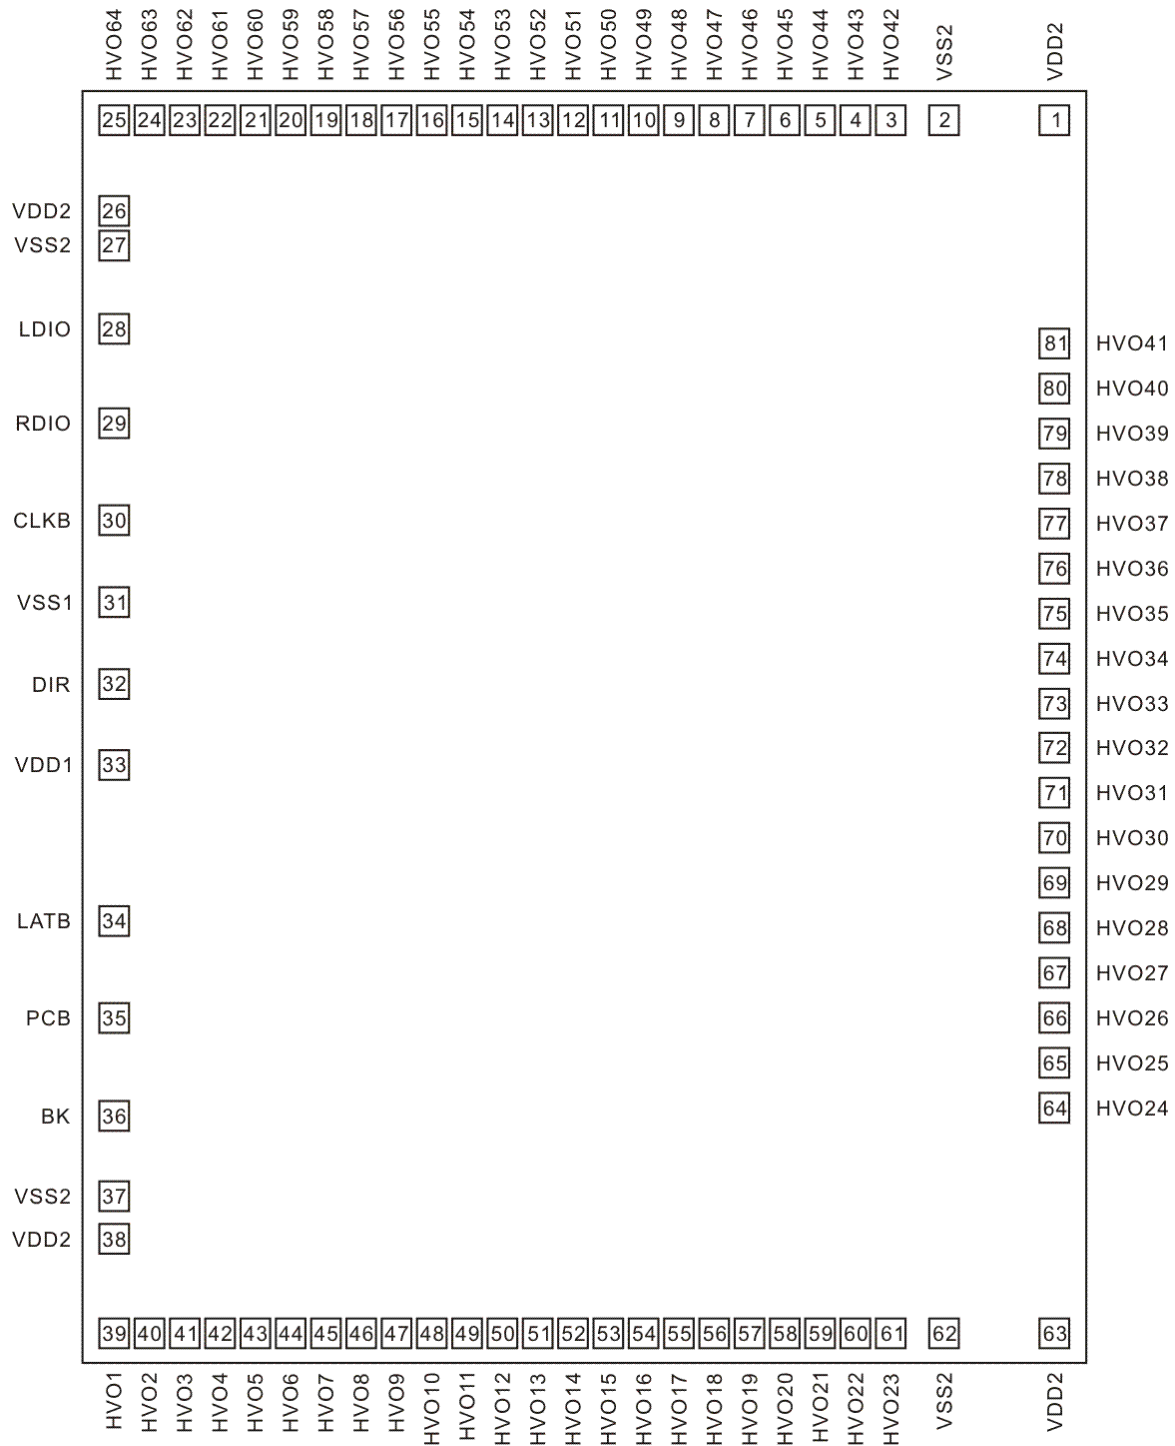 HVO64 HVO63 HVO62 HVO61 HVO60 HVO59 HVO58 HVO57 HVO56 HVO55 HVO54 HVO53 HVO52 HVO51 HVO50 HVO49 HVO48 HVO47 HVO46 HVO45 HVO44 HVO43 HVO42 VSS2 VDD2
25 24 23 22 21 20 19 18 17 16 15 14 13 12 11 10 9 8 7 6 5 4 3 2 1
VDD2 26
VSS2 27
LDIO 28
81 HVO41
80 HVO40
RDIO 29
79 HVO39
78 HVO38
CLKB 30
77 HVO37
76 HVO36
VSS1 31
75 HVO35
74 HVO34
DIR 32
73 HVO33
72 HVO32
VDD1 33
71 HVO31
70 HVO30
69 HVO29
LATB 34
68 HVO28
67 HVO27
PCB 35
66 HVO26
65 HVO25
64 HVO24
BK 36
VSS2 37
VDD2 38
39 40 41 42 43 44 45 46 47 48 49 50 51 52 53 54 55 56 57 58 59 60 61 62 63
HVO1 HVO2 HVO3 HVO4 HVO5 HVO6 HVO7 HVO8 HVO9 HVO10 HVO11 HVO12 HVO13 HVO14 HVO15 HVO16 HVO17 HVO18 HVO19 HVO20 HVO21 HVO22 HVO23 VSS2 VDD2